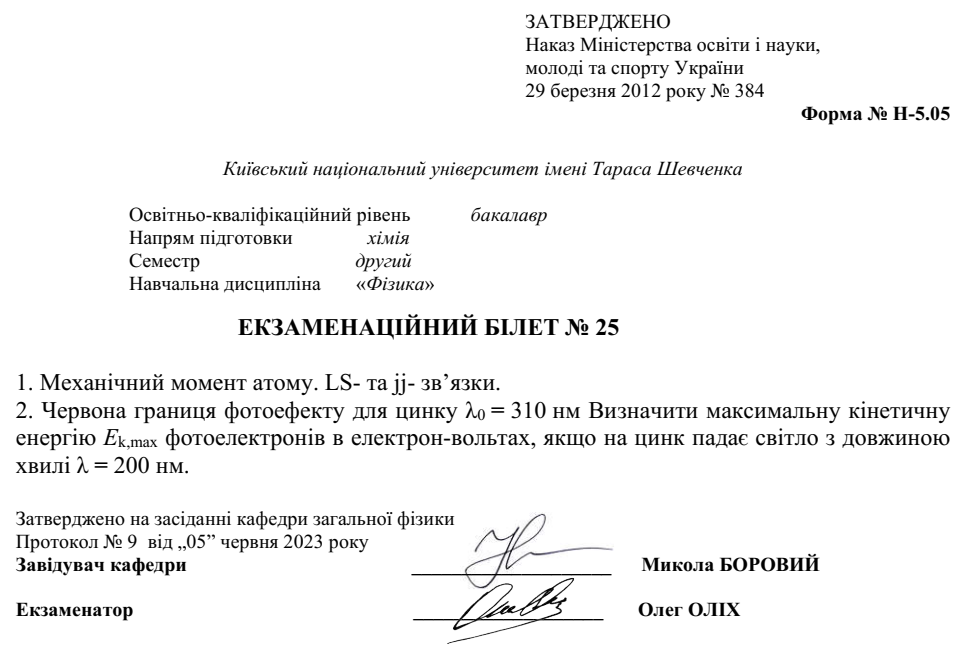 ЗАТВЕРДЖЕНО
Наказ Міністерства освіти і науки,
молоді та спорту України
29 березня 2012 року № 384
Форма № Н-5.05
Київський національний університет імені Тараса Шевченка
Освітньо-кваліфікаційний рівень бакалавр
Напрям підготовки хімія
Семестр другий
Навчальна дисципліна «Фізика»
ЕКЗАМЕНАЦІЙНИЙ БІЛЕТ № 25
1. Механічний момент атому. LS- та jj- зв’язки.
2. Червона границя фотоефекту для цинку λ₀ = 310 нм Визначити максимальну кінетичну
енергію Ek,max фотоелектронів в електрон-вольтах, якщо на цинк падає світло з довжиною
хвилі λ = 200 нм.
Затверджено на засіданні кафедри загальної фізики
Протокол № 9 від „05” червня 2023 року
Завідувач кафедри ____________________ Микола БОРОВИЙ
Екзаменатор ____________________ Олег ОЛІХ